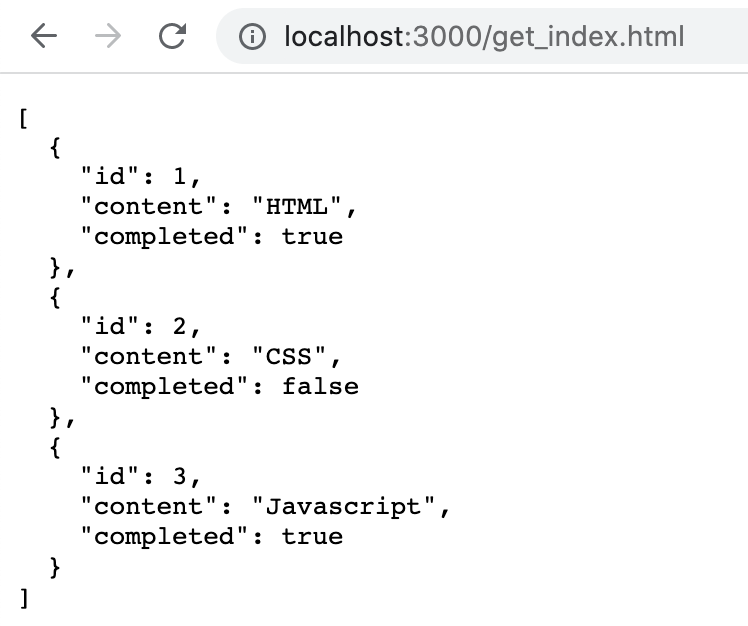 localhost:3000/get_index.html
[
  {
    "id": 1,
    "content": "HTML",
    "completed": true
  },
  {
    "id": 2,
    "content": "CSS",
    "completed": false
  },
  {
    "id": 3,
    "content": "Javascript",
    "completed": true
  }
]